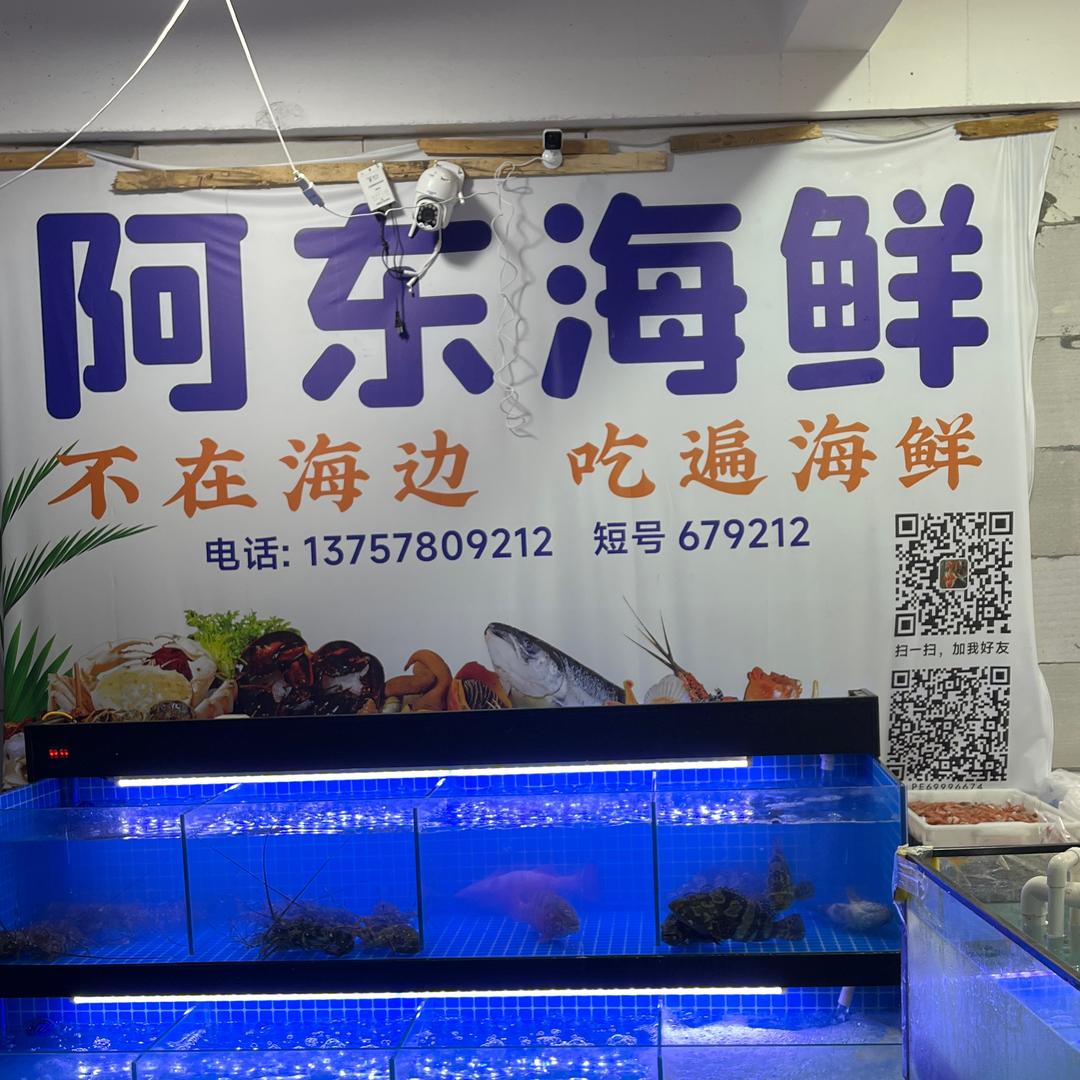 阿东海鲜
不在海边 吃遍海鲜
电话: 13757809212 短号 679212
扫一扫，加我好友
PE69996674